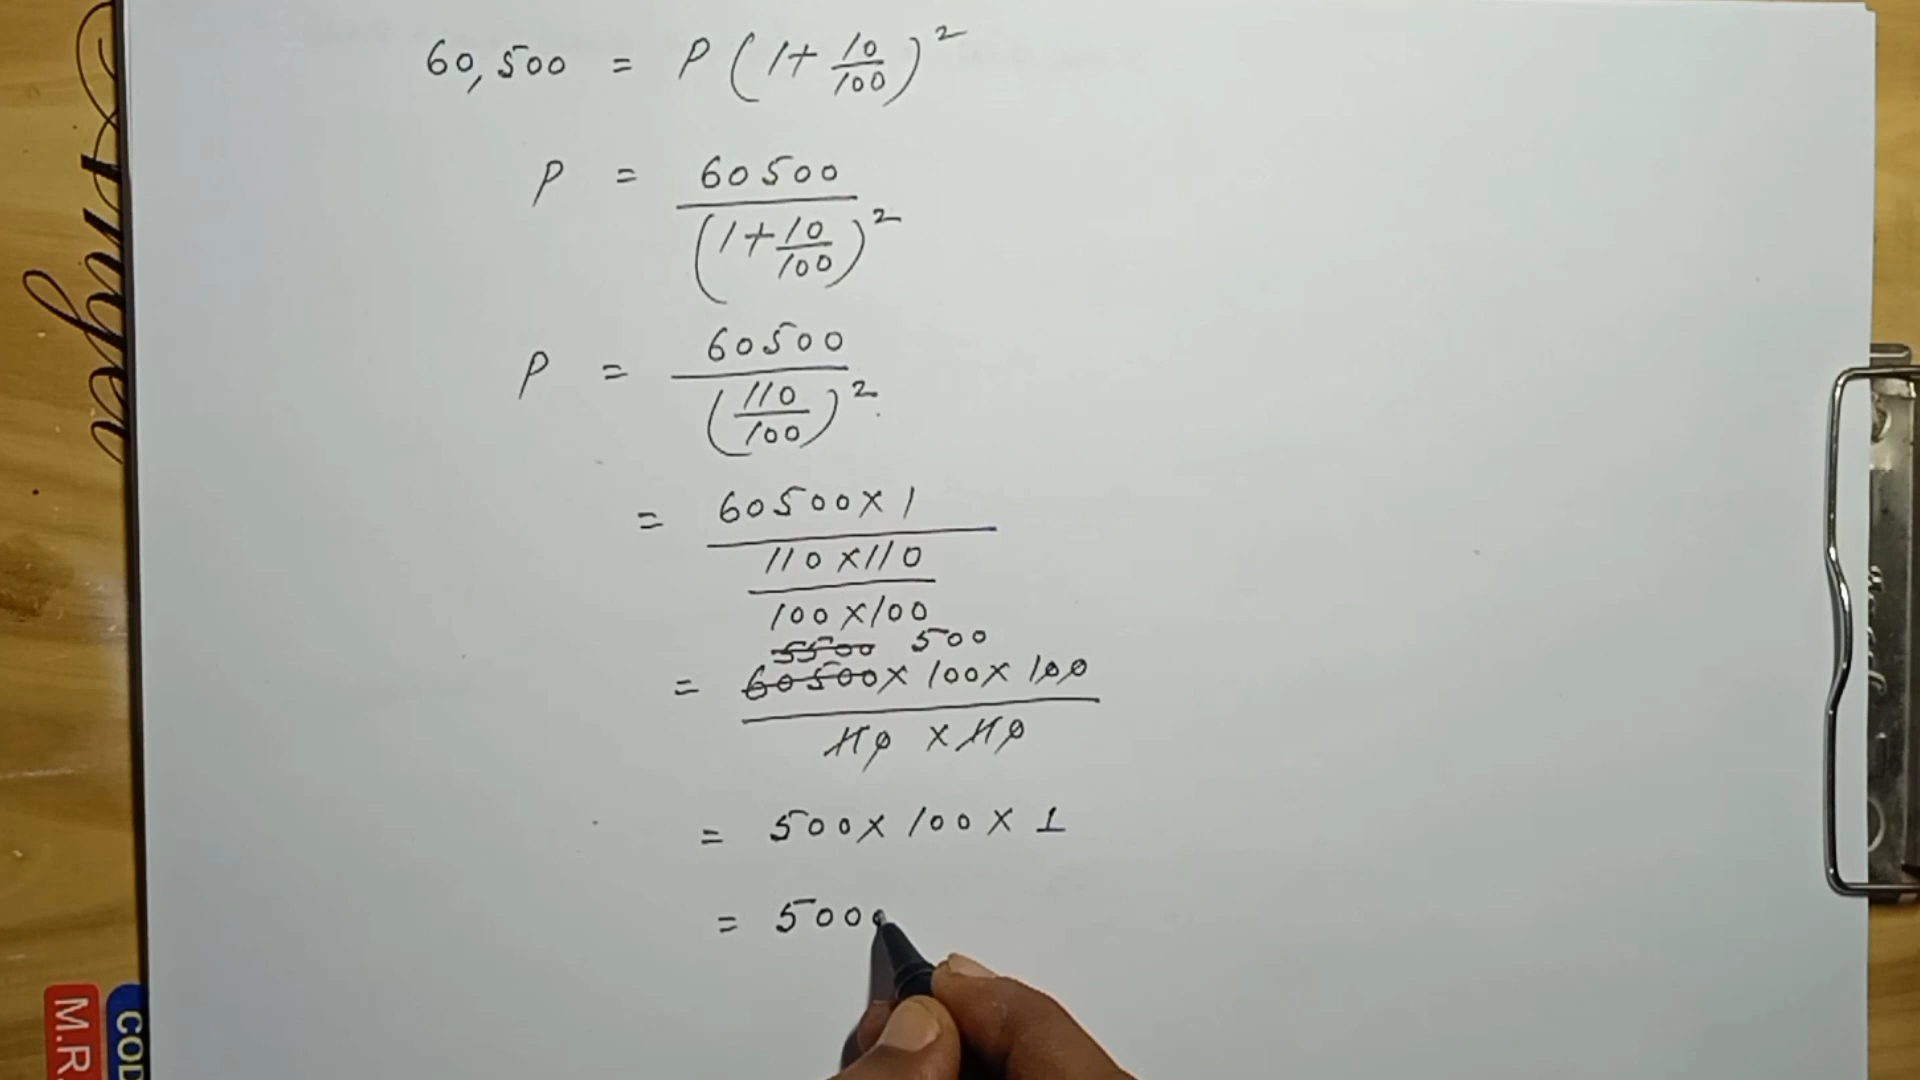 60,500 = P (1 + 10/100)²
P = 60500 / (1 + 10/100)²
P = 60500 / (110/100)²
= 60500 × 1 / 110 × 110 / 100 × 100
5500 500
= 60500 × 100 × 100 / 110 × 110
= 500 × 100 × 1
= 5000
COD
M.R.